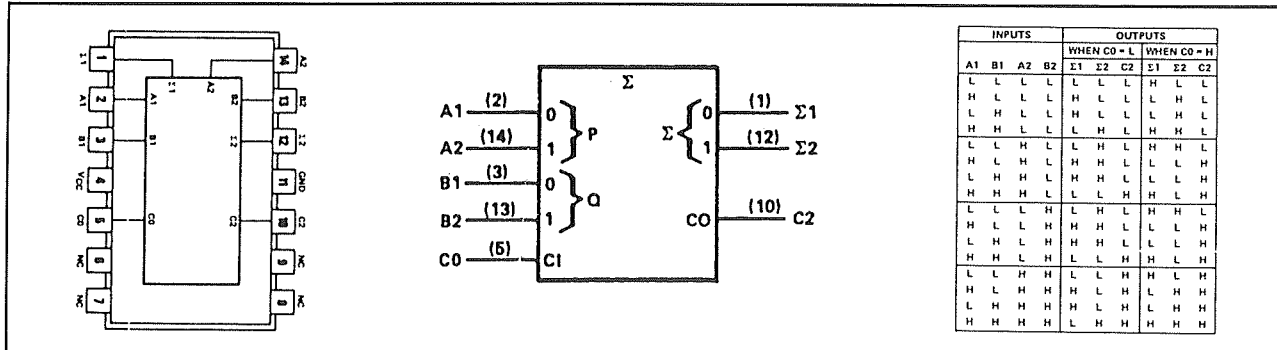 Σ1 1 14 A2
Σ1 A2
A1 2 A1 B2 13 B2
B1 3 B1 Σ2 12 Σ2
VCC 4 11 GND
C0 5 C0 C2 10 C2
NC 6 9 NC
NC 7 8 NC
Σ
A1 (2) 0
A2 (14) 1
P
B1 (3) 0
B2 (13) 1
Q
C0 (5) CI
Σ
0 (1) Σ1
1 (12) Σ2
CO (10) C2
INPUTS OUTPUTS
WHEN C0 = L WHEN C0 = H
A1 B1 A2 B2 Σ1 Σ2 C2 Σ1 Σ2 C2
L L L L L L L H L L
H L L L H L L L H L
L H L L H L L L H L
H H L L L H L H H L
L L H L L H L H H L
H L H L H H L L L H
L H H L H H L L L H
H H H L L L H H L H
L L L H L H L H H L
H L L H H H L L L H
L H L H H H L L L H
H H L H L L H H L H
L L H H L L H H L H
H L H H H L H L H H
L H H H H L H L H H
H H H H L H H H H H